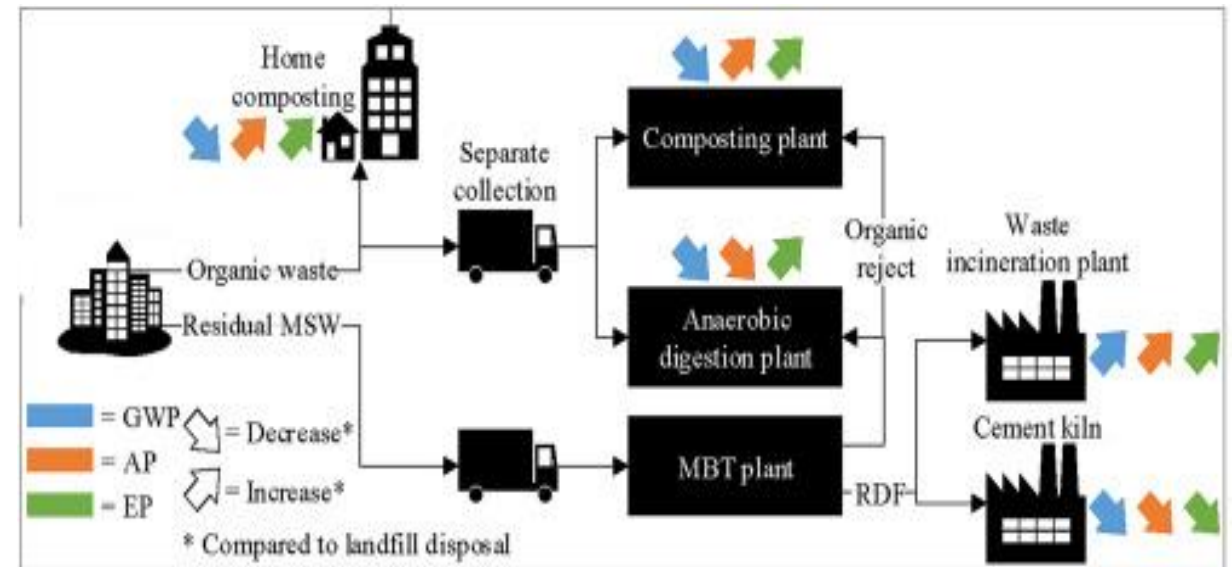 Home
composting
Separate
collection
Composting plant
Organic
reject
Waste
incineration plant
Organic waste
Residual MSW
Anaerobic
digestion plant
= GWP
= Decrease*
= AP
= Increase*
= EP
* Compared to landfill disposal
MBT plant
RDF
Cement kiln